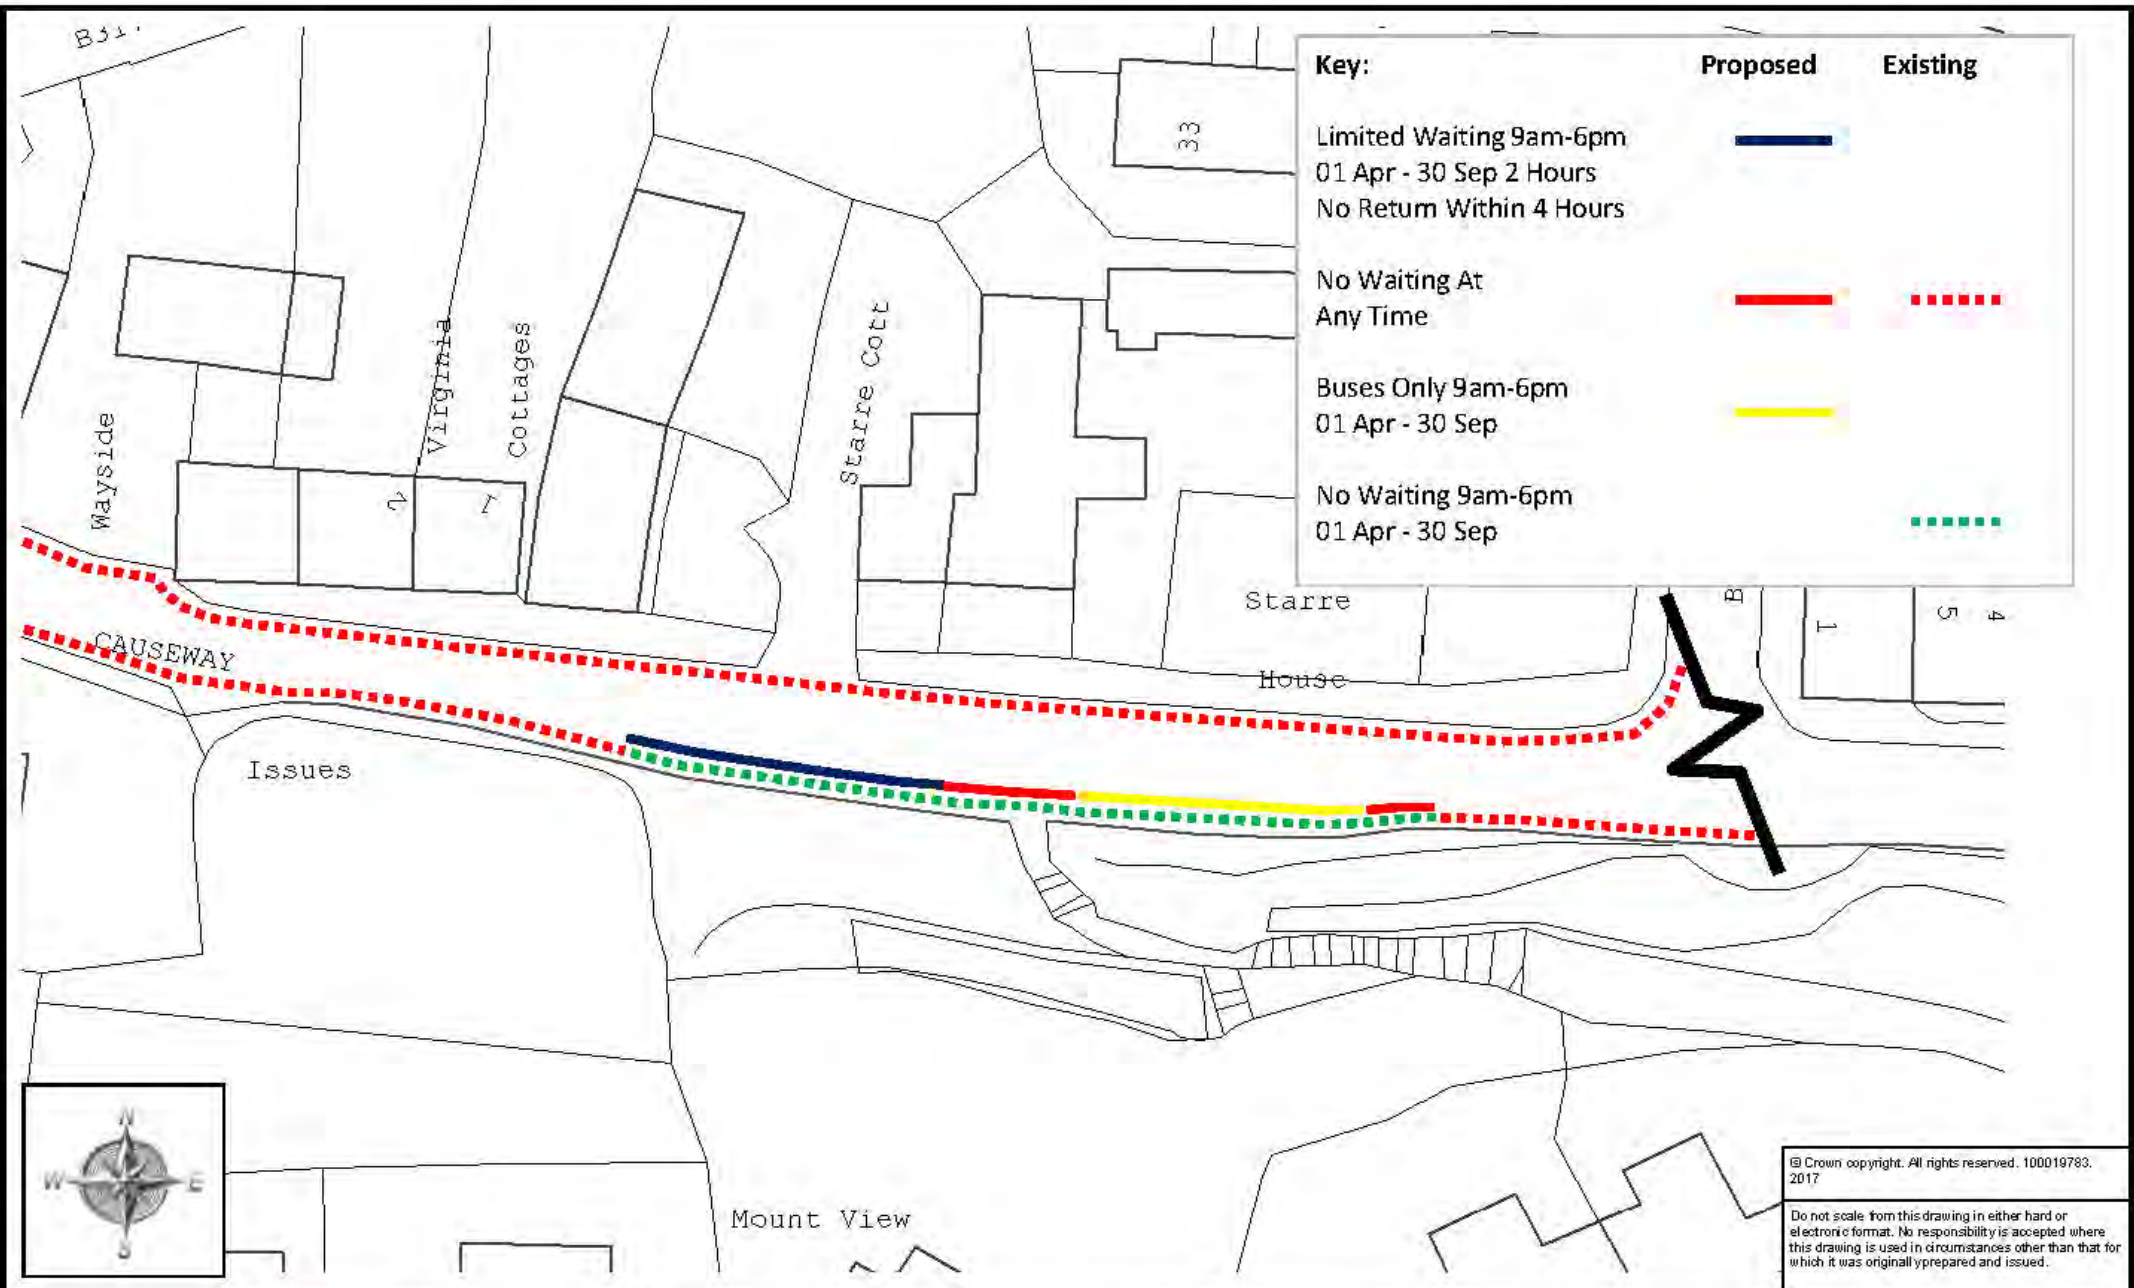 Key: Proposed Existing
Limited Waiting 9am-6pm
01 Apr - 30 Sep 2 Hours
No Return Within 4 Hours
No Waiting At
Any Time
Buses Only 9am-6pm
01 Apr - 30 Sep
No Waiting 9am-6pm
01 Apr - 30 Sep
33
Wayside
Virginia
Cottages
2
1
Starre Cott
Starre
House
B
1
5
4
CAUSEWAY
Issues
Mount View
N
W E
S
© Crown copyright. All rights reserved. 100019783.
2017
Do not scale from this drawing in either hard or
electronic format. No responsibility is accepted where
this drawing is used in circumstances other than that for
which it was originally prepared and issued.